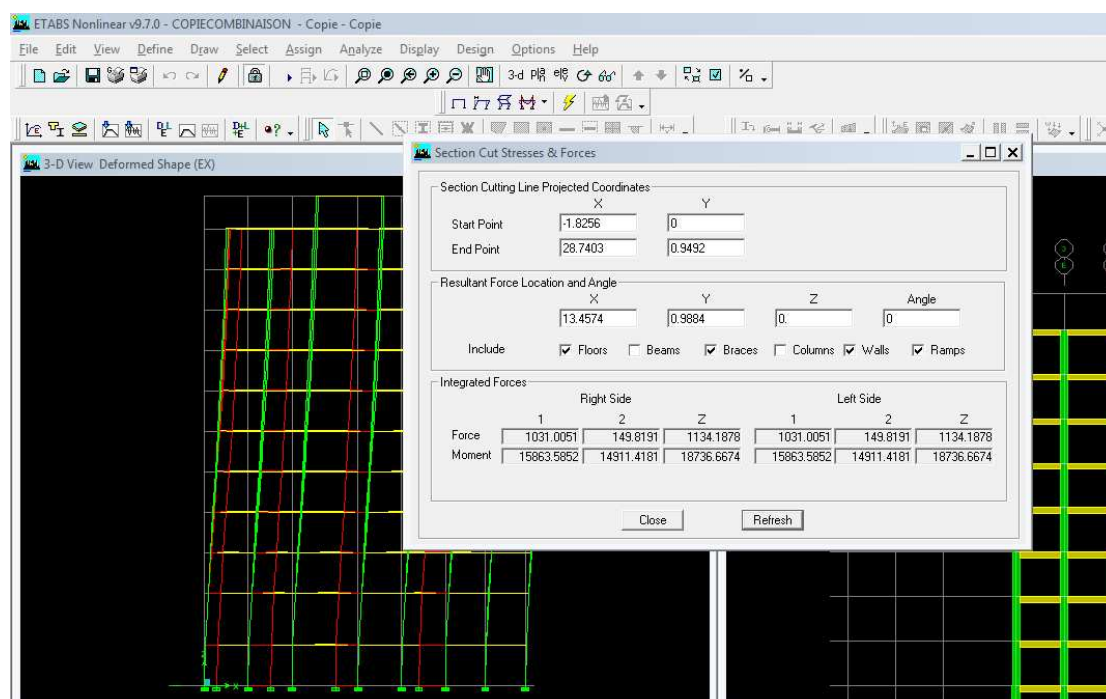 ETABS Nonlinear v9.7.0 - COPIECOMBINAISON - Copie - Copie
File Edit View Define Draw Select Assign Analyze Display Design Options Help
3-d
3-D View Deformed Shape (EX)
Section Cut Stresses & Forces
Section Cutting Line Projected Coordinates
X Y
Start Point -1.8256 0
End Point 28.7403 0.9492
Resultant Force Location and Angle
X Y Z Angle
13.4574 0.9884 0. 0
Include Floors Beams Braces Columns Walls Ramps
Integrated Forces
Right Side Left Side
1 2 Z 1 2 Z
Force 1031.0051 149.8191 1134.1878 1031.0051 149.8191 1134.1878
Moment 15863.5852 14911.4181 18736.6674 15863.5852 14911.4181 18736.6674
Close Refresh
3
E
Z
X